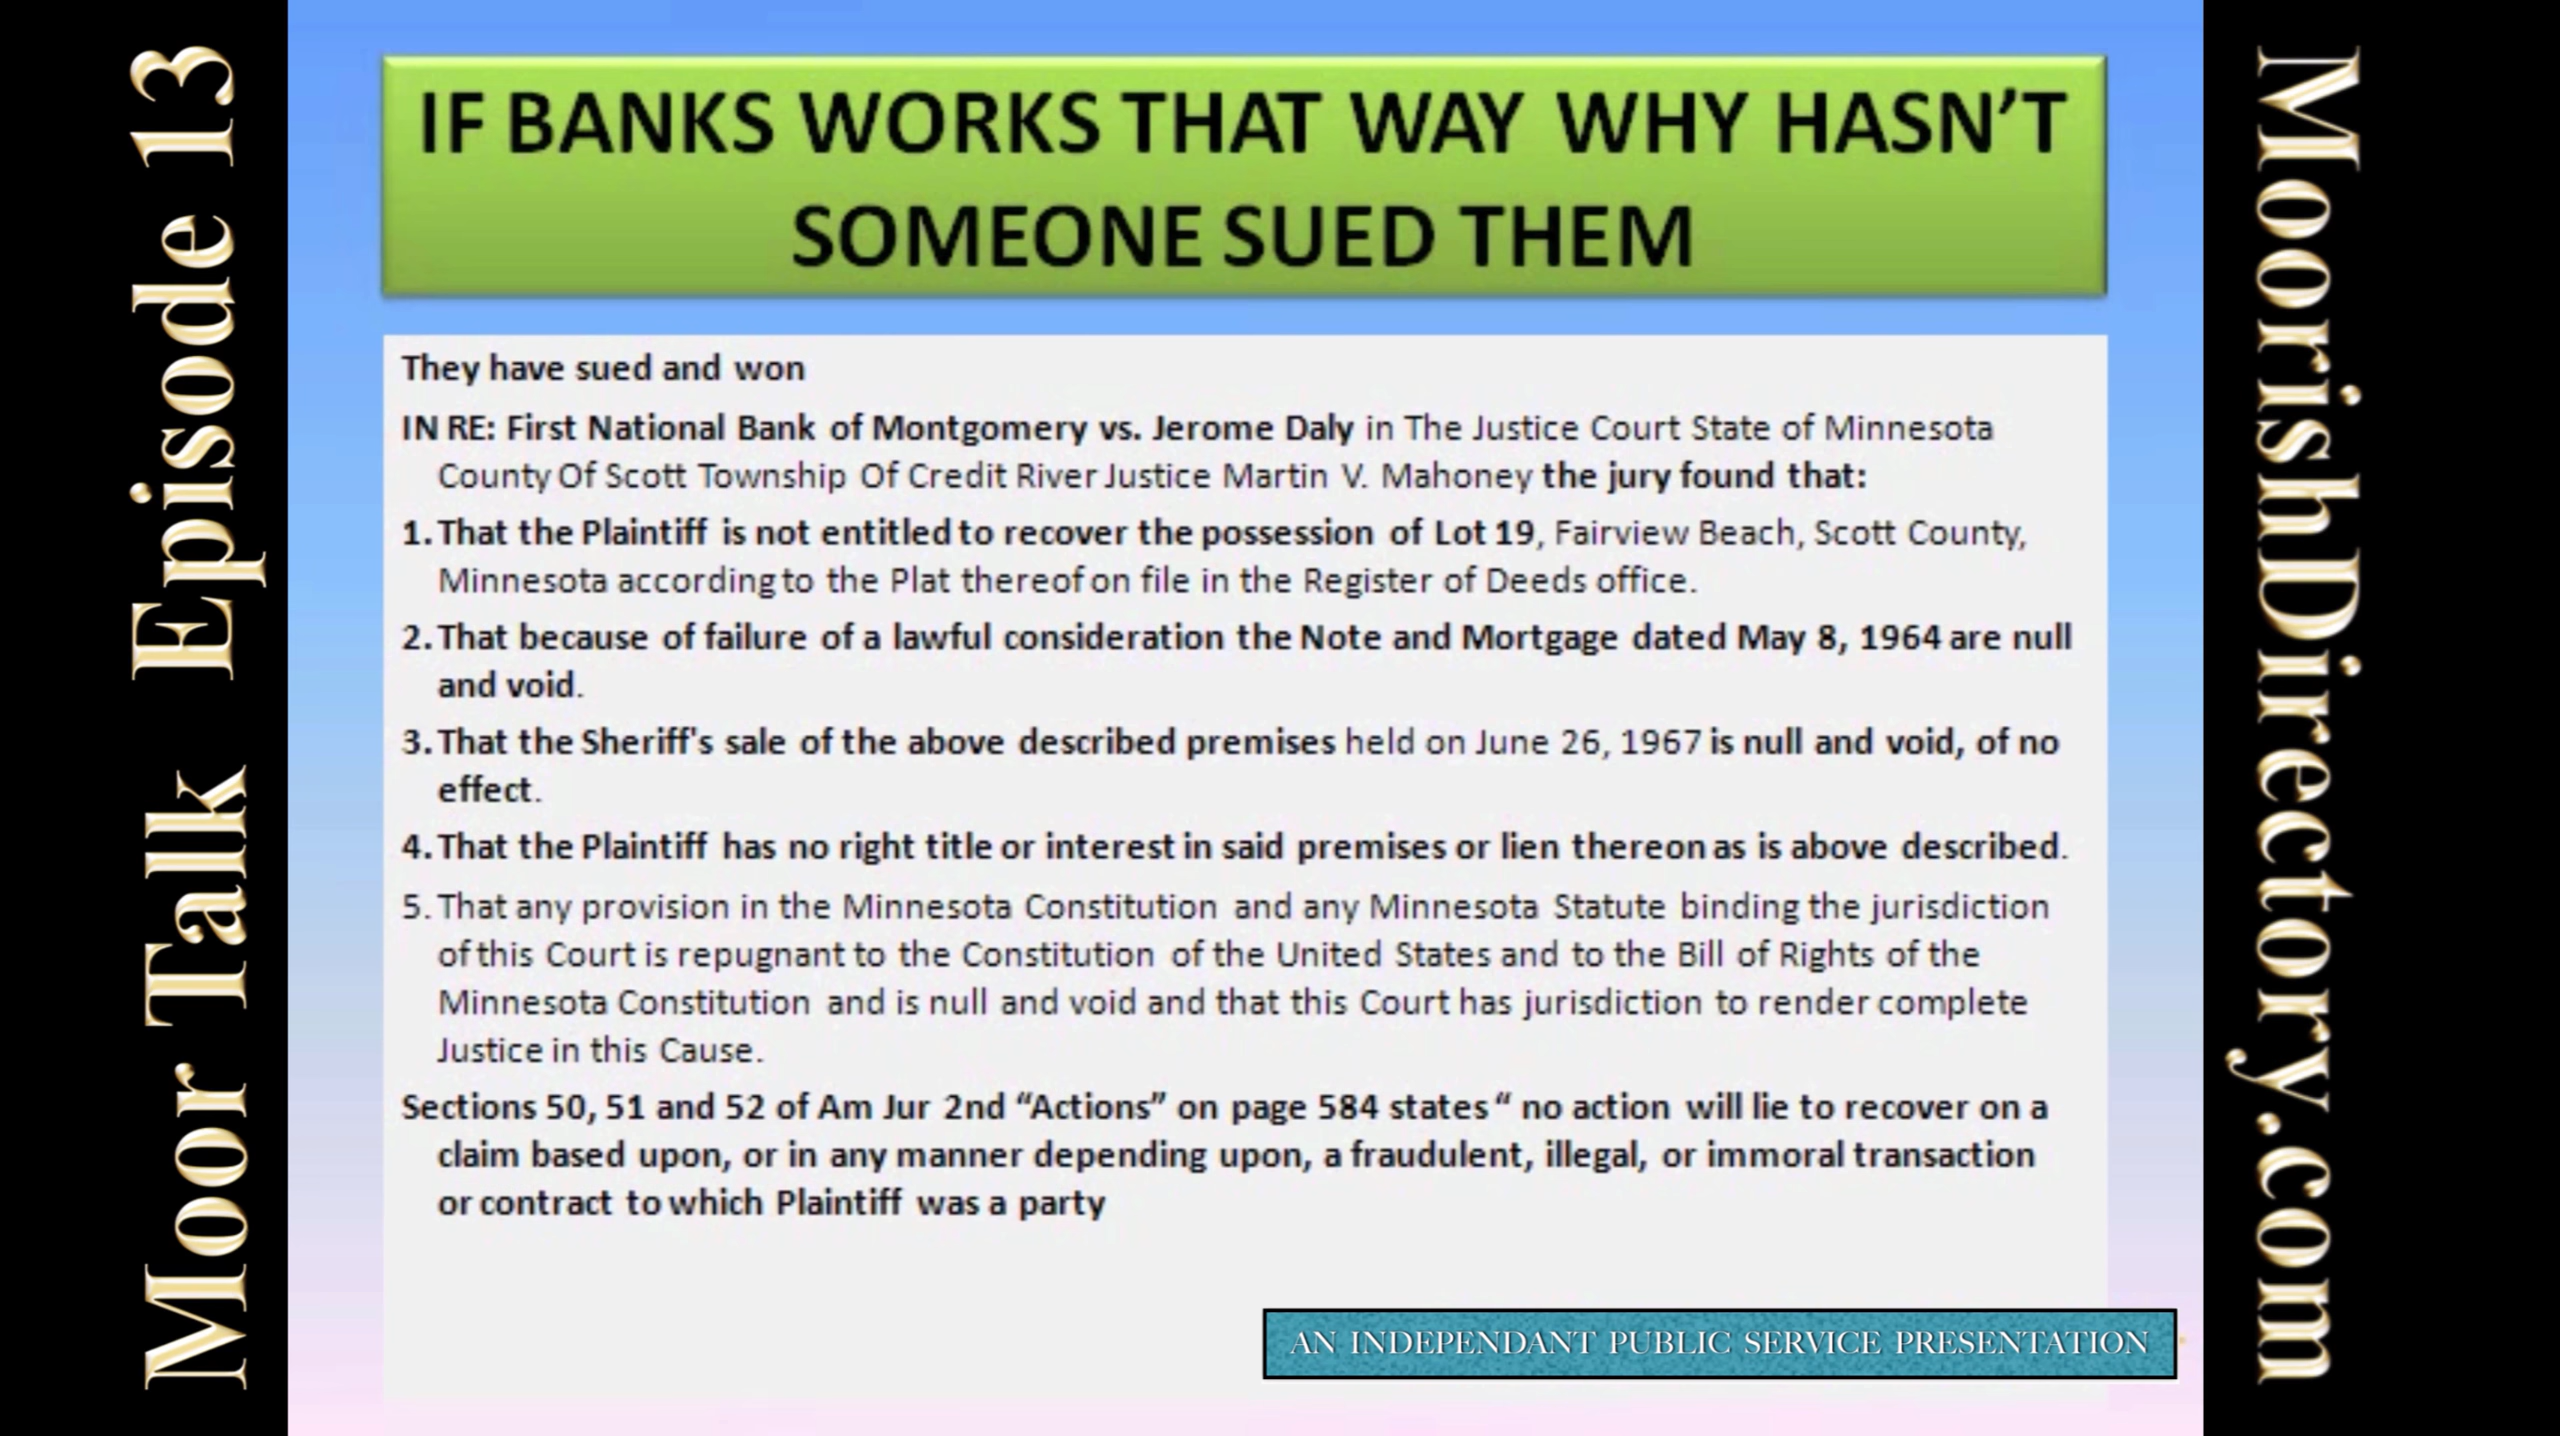 Moor Talk Episode 13
IF BANKS WORKS THAT WAY WHY HASN'T
SOMEONE SUED THEM
They have sued and won
IN RE: First National Bank of Montgomery vs. Jerome Daly in The Justice Court State of Minnesota
County Of Scott Township Of Credit River Justice Martin V. Mahoney the jury found that:
1. That the Plaintiff is not entitled to recover the possession of Lot 19, Fairview Beach, Scott County,
Minnesota according to the Plat thereof on file in the Register of Deeds office.
2. That because of failure of a lawful consideration the Note and Mortgage dated May 8, 1964 are null
and void.
3. That the Sheriff's sale of the above described premises held on June 26, 1967 is null and void, of no
effect.
4. That the Plaintiff has no right title or interest in said premises or lien thereon as is above described.
5. That any provision in the Minnesota Constitution and any Minnesota Statute binding the jurisdiction
of this Court is repugnant to the Constitution of the United States and to the Bill of Rights of the
Minnesota Constitution and is null and void and that this Court has jurisdiction to render complete
Justice in this Cause.
Sections 50, 51 and 52 of Am Jur 2nd “Actions” on page 584 states “ no action will lie to recover on a
claim based upon, or in any manner depending upon, a fraudulent, illegal, or immoral transaction
or contract to which Plaintiff was a party
AN INDEPENDANT PUBLIC SERVICE PRESENTATION
MoorishDirectory.com